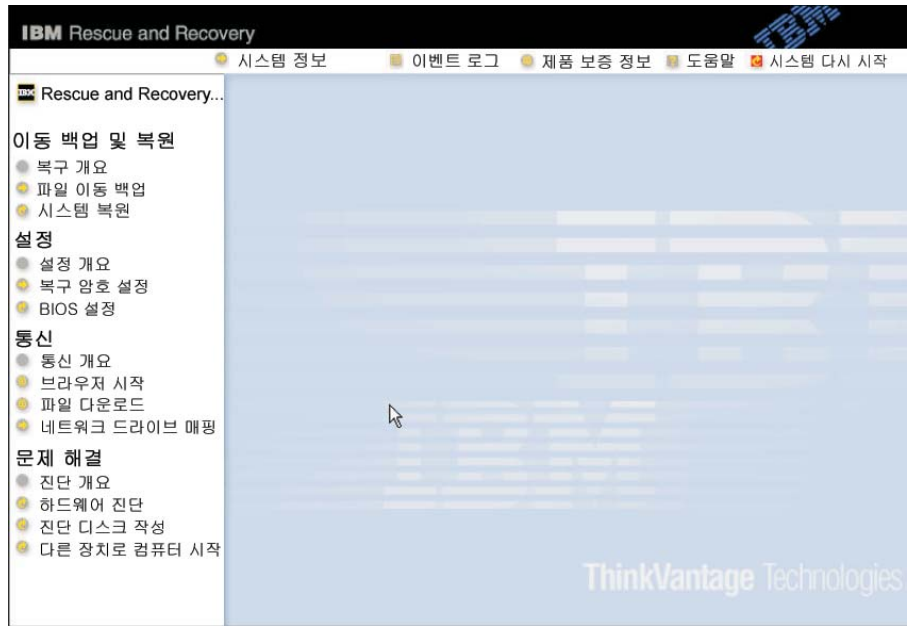 IBM Rescue and Recovery
IBM
시스템 정보 이벤트 로그 제품 보증 정보 도움말 시스템 다시 시작
IBM Rescue and Recovery...
이동 백업 및 복원
복구 개요
파일 이동 백업
시스템 복원
설정
설정 개요
복구 암호 설정
BIOS 설정
통신
통신 개요
브라우저 시작
파일 다운로드
네트워크 드라이브 매핑
문제 해결
진단 개요
하드웨어 진단
진단 디스크 작성
다른 장치로 컴퓨터 시작
IBM
ThinkVantage Technologies